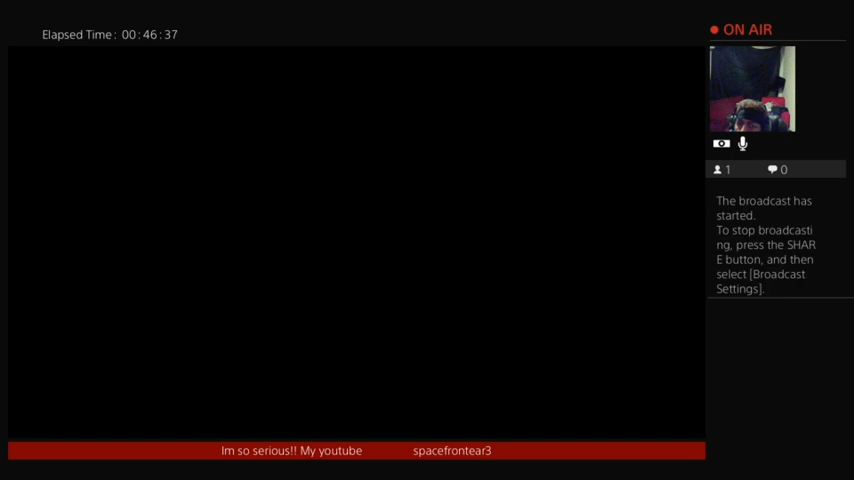 Elapsed Time: 00:46:37
ON AIR
1 0
The broadcast has
started.
To stop broadcasti
ng, press the SHAR
E button, and then
select [Broadcast
Settings].
Im so serious!! My youtube spacefrontear3